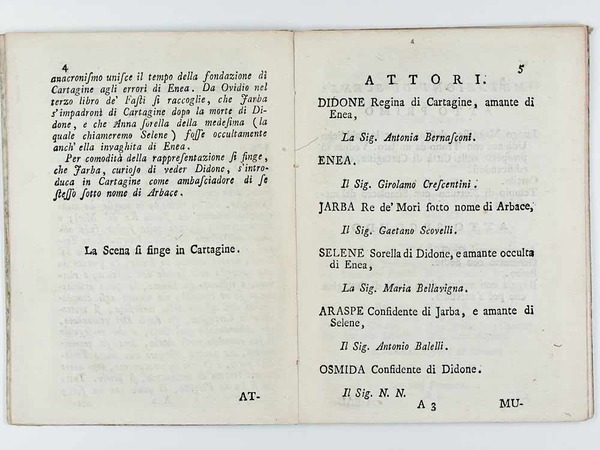 4
anacroniſmo uniſce il tempo della fondazione di
Cartagine agli errori di Enea. Da Ovidio nel
terzo libro de' Faſti ſi raccoglie, che Jarba
s'impadronì di Cartagine dopo la morte di Di-
done, e che Anna ſorella della medeſima (la
quale chiameremo Selene) foſſe occultamente
anch' eſſa invaghita di Enea.
Per comodità della rappreſentazione ſi finge,
che Jarba, curioſo di veder Didone, s'intro-
duca in Cartagine come ambaſciadore di ſe
ſteſſo ſotto nome di Arbace.
La Scena ſi finge in Cartagine.
AT-
4
5
ATTORI.
DIDONE Regina di Cartagine, amante di
Enea,
La Sig. Antonia Bernaſconi.
ENEA.
Il Sig. Girolamo Creſcentini.
JARBA Re de' Mori ſotto nome di Arbace,
Il Sig. Gaetano Scovelli.
SELENE Sorella di Didone, e amante occulta
di Enea,
La Sig. Maria Bellavigna.
ARASPE Confidente di Jarba, e amante di
Selene,
Il Sig. Antonio Balelli.
OSMIDA Confidente di Didone.
Il Sig. N. N.
A 3
MU-